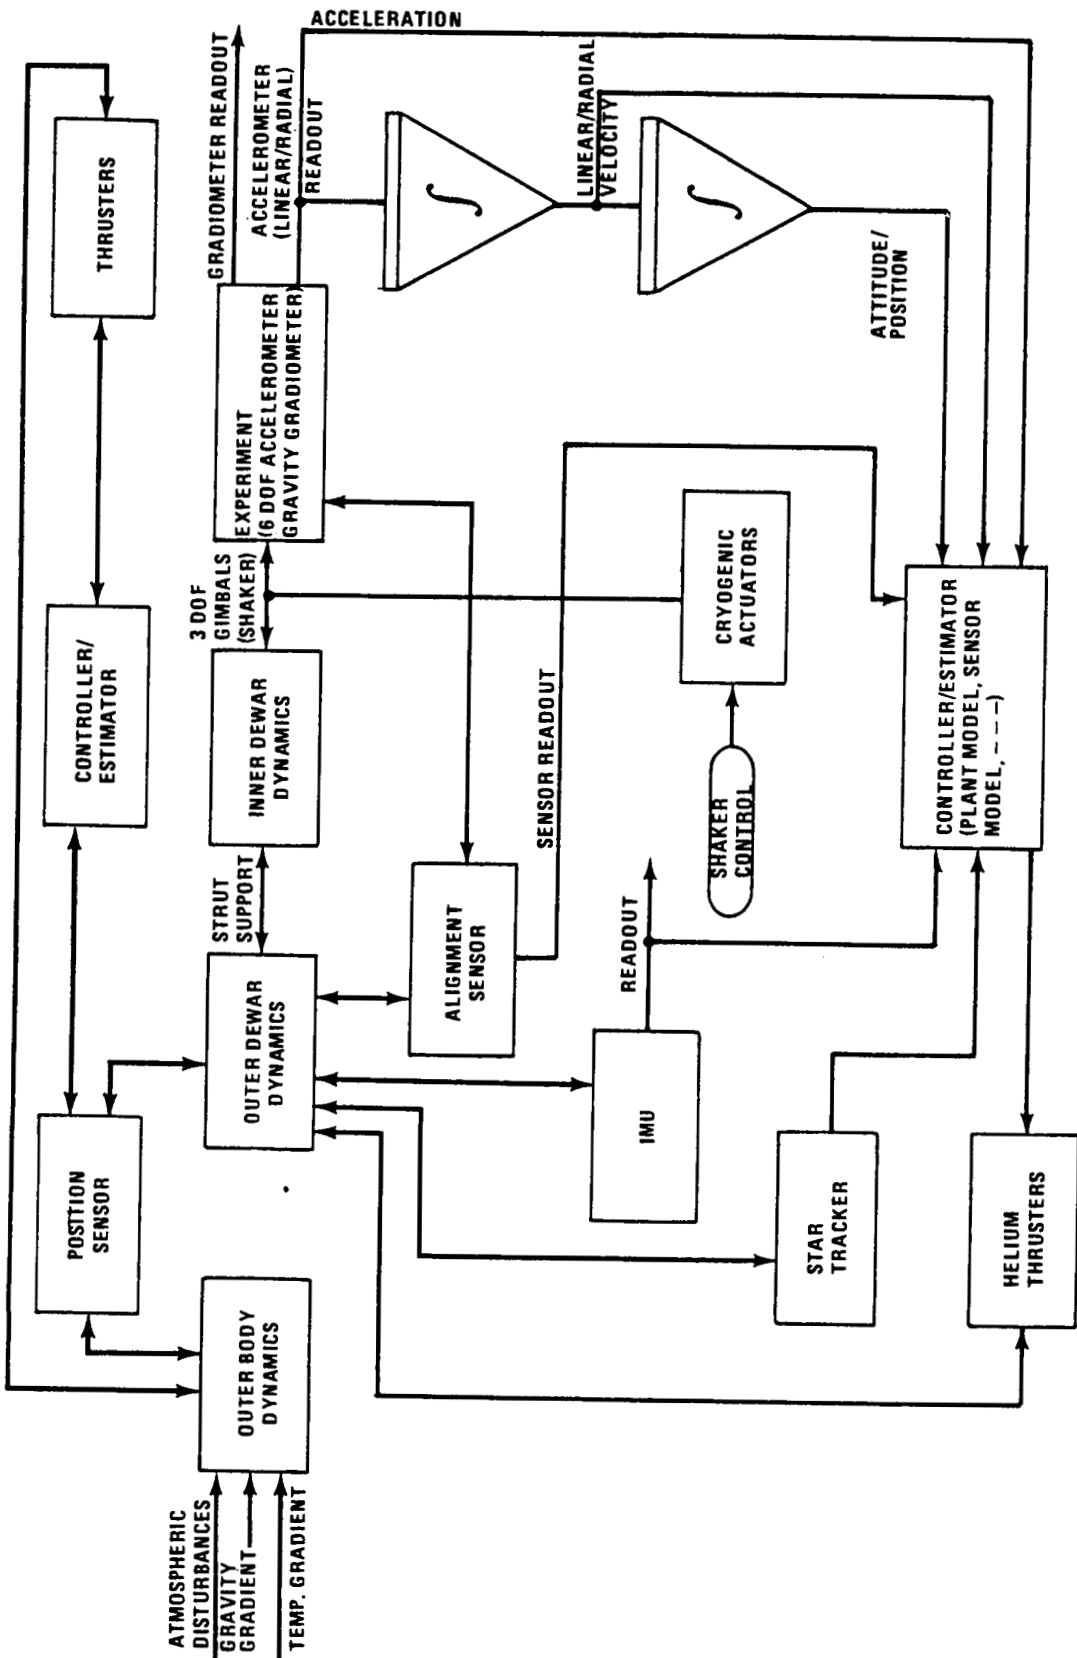 ATMOSPHERIC
DISTURBANCES
GRAVITY
GRADIENT
TEMP. GRADIENT
OUTER BODY
DYNAMICS
POSITION
SENSOR
CONTROLLER/
ESTIMATOR
THRUSTERS
OUTER DEWAR
DYNAMICS
STRUT
SUPPORT
INNER DEWAR
DYNAMICS
3 DOF
GIMBALS
(SHAKER)
EXPERIMENT
(6 DOF ACCELEROMETER
GRAVITY GRADIOMETER)
GRADIOMETER READOUT
ACCELEROMETER
(LINEAR/RADIAL)
READOUT
ACCELERATION
∫
LINEAR/RADIAL
VELOCITY
∫
ATTITUDE/
POSITION
ALIGNMENT
SENSOR
SENSOR READOUT
CRYOGENIC
ACTUATORS
SHAKER
CONTROL
IMU
READOUT
STAR
TRACKER
HELIUM
THRUSTERS
CONTROLLER/ESTIMATOR
(PLANT MODEL, SENSOR
MODEL, – – –)